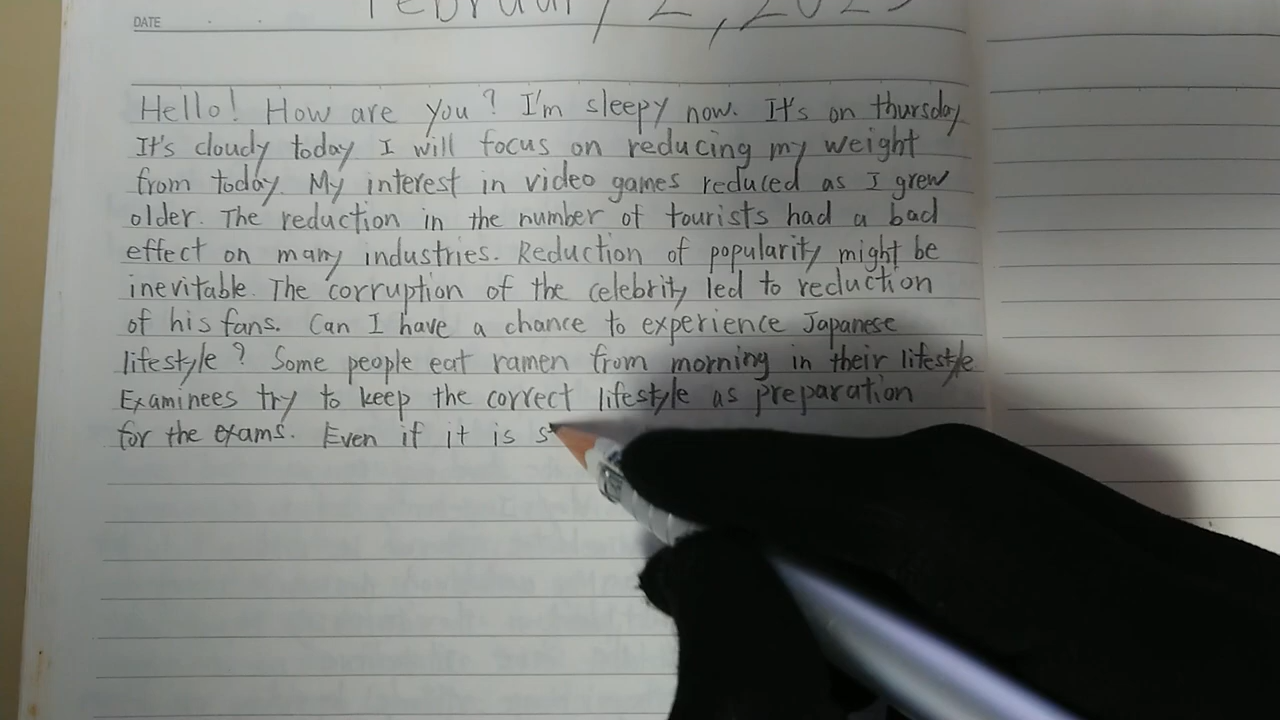 DATE
February 2, 2023
Hello! How are you? I'm sleepy now. It's on thursday
It's cloudy today I will focus on reducing my weight
from today. My interest in video games reduced as I grew
older. The reduction in the number of tourists had a bad
effect on many industries. Reduction of popularity might be
inevitable. The corruption of the celebrity led to reduction
of his fans. Can I have a chance to experience Japanese
lifestyle? Some people eat ramen from morning in their lifestyle
Examinees try to keep the correct lifestyle as preparation
for the exams. Even if it is s